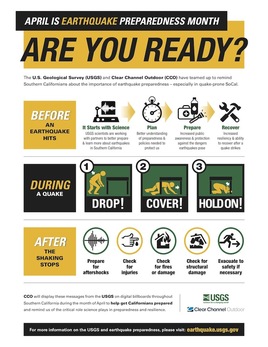 APRIL IS EARTHQUAKE PREPAREDNESS MONTH
ARE YOU READY?
The U.S. Geological Survey (USGS) and Clear Channel Outdoor (CCO) have teamed up to remind
Southern Californians about the importance of earthquake preparedness – especially in quake-prone SoCal.
BEFORE
AN
EARTHQUAKE
HITS
It Starts with Science
USGS scientists are working
with partners to better prepare
& learn more about earthquakes
in Southern California
Plan
Better understanding
of preparedness
& policies needed
to protect us
Prepare
Increased public
awareness & protection
against the dangers
earthquakes pose
Recover
Increased
resiliency & ability
to recover after a
quake strikes
DURING
A QUAKE
1
DROP!
2
COVER!
3
HOLD ON!
AFTER
THE
SHAKING
STOPS
Prepare
for
aftershocks
Check
for
injuries
Check
for fires
or damage
Check for
structural
damage
Evacuate to
safety if
necessary
CCO will display these messages from the USGS on digital billboards throughout
Southern California during the month of April to help get Californians prepared
and remind us of the critical role science plays in preparedness and resilience.
USGS
Clear Channel Outdoor
For more information on the USGS and earthquake preparedness, please visit: earthquake.usgs.gov